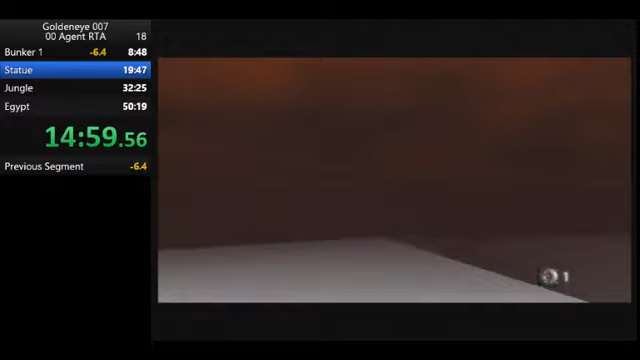 Goldeneye 007
00 Agent RTA 18
Bunker 1 -6.4 8:48
Statue 19:47
Jungle 32:25
Egypt 50:19
14:59.56
Previous Segment -6.4
1